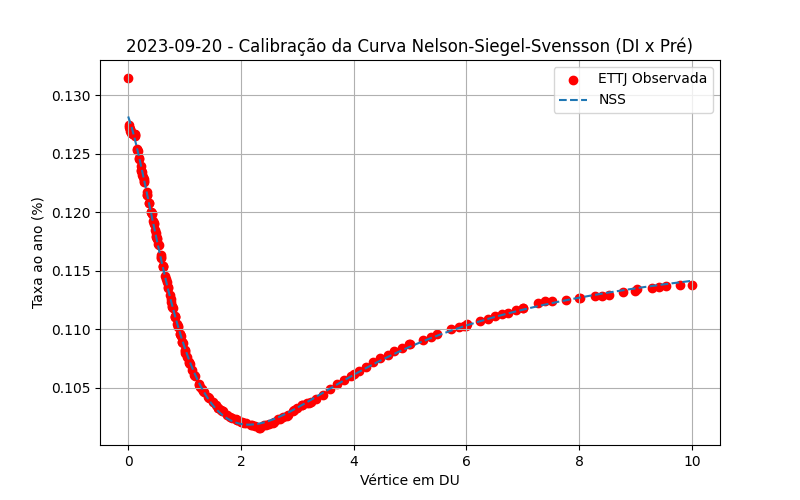 2023-09-20 - Calibração da Curva Nelson-Siegel-Svensson (DI x Pré)
ETTJ Observada
NSS
0.130
0.125
0.120
0.115
0.110
0.105
Taxa ao ano (%)
0 2 4 6 8 10
Vértice em DU